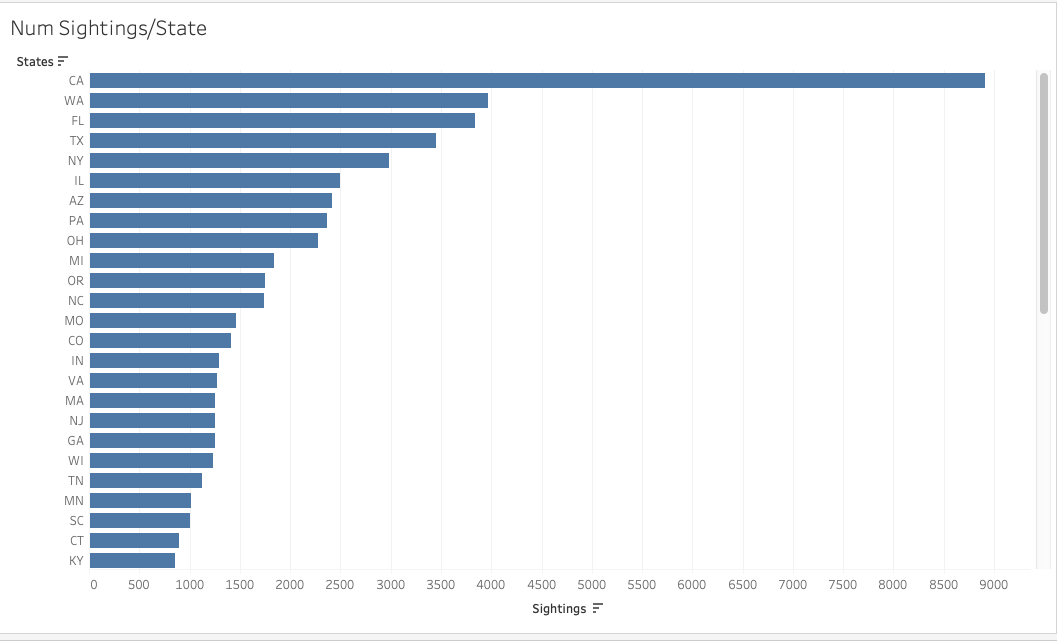 Num Sightings/State
States
CA
WA
FL
TX
NY
IL
AZ
PA
OH
MI
OR
NC
MO
CO
IN
VA
MA
NJ
GA
WI
TN
MN
SC
CT
KY
0 500 1000 1500 2000 2500 3000 3500 4000 4500 5000 5500 6000 6500 7000 7500 8000 8500 9000
Sightings